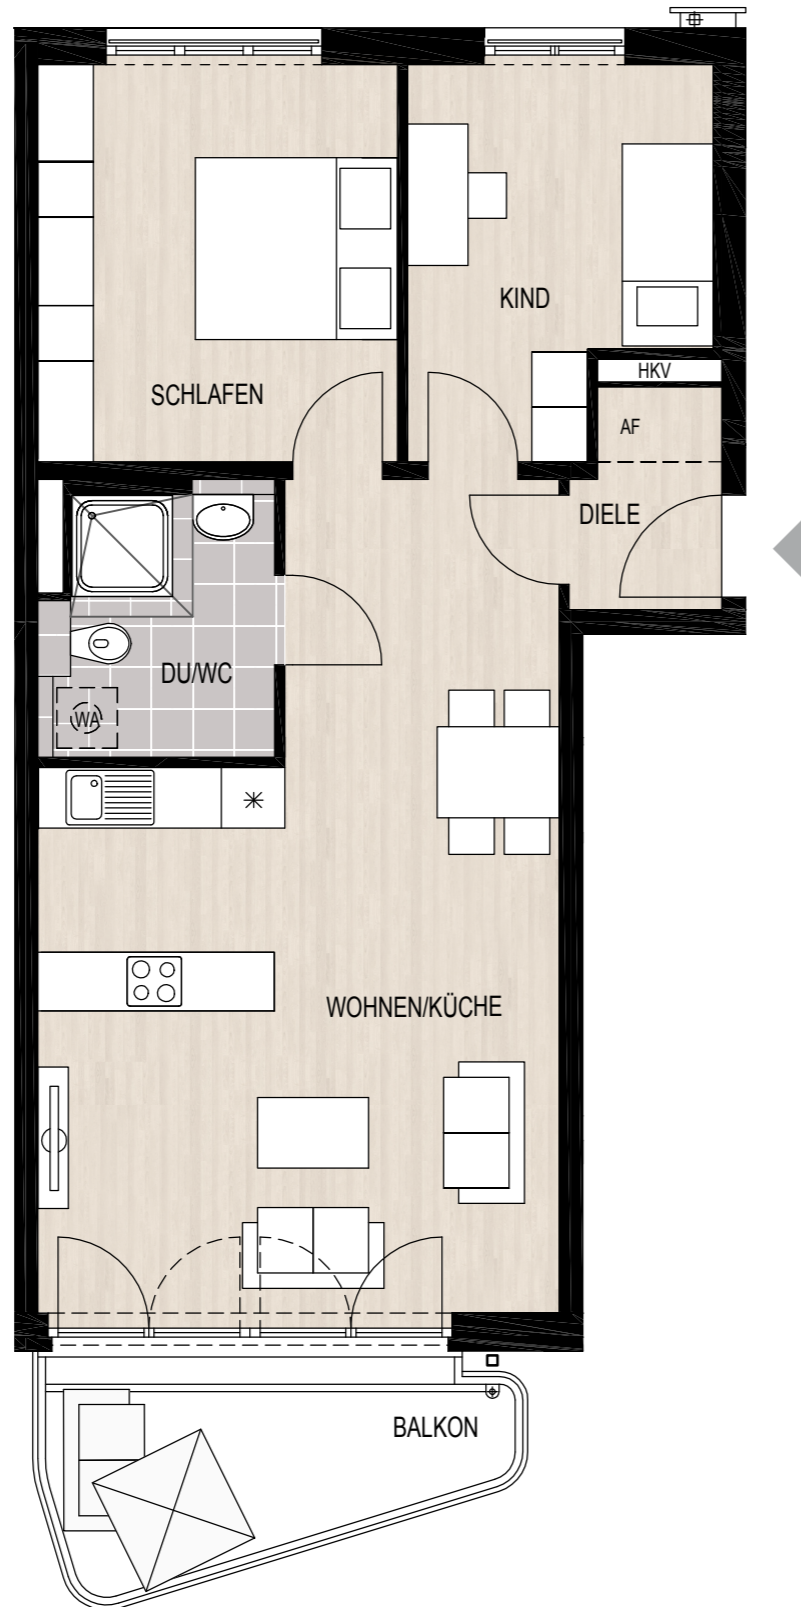 KIND
HKV
SCHLAFEN
AF
DIELE
DU/WC
WA
WOHNEN/KÜCHE
BALKON